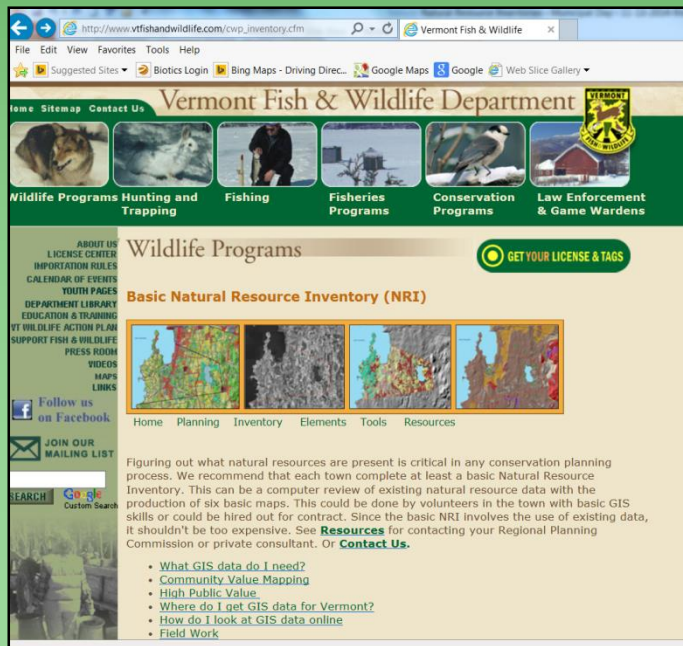 http://www.vtfishandwildlife.com/cwp_inventory.cfm
Vermont Fish & Wildlife
File Edit View Favorites Tools Help
Suggested Sites Biotics Login Bing Maps - Driving Direc... Google Maps Google Web Slice Gallery
ome Sitemap Contact Us
Vermont Fish & Wildlife Department
VERMONT
FISH & WILDLIFE
Wildlife Programs
Hunting and Trapping
Fishing
Fisheries Programs
Conservation Programs
Law Enforcement & Game Wardens
ABOUT US
LICENSE CENTER
IMPORTATION RULES
CALENDAR OF EVENTS
YOUTH PAGES
DEPARTMENT LIBRARY
EDUCATION & TRAINING
VT WILDLIFE ACTION PLAN
SUPPORT FISH & WILDLIFE
PRESS ROOM
VIDEOS
MAPS
LINKS
Follow us
on Facebook
JOIN OUR
MAILING LIST
SEARCH
Google
Custom Search
Wildlife Programs
GET YOUR LICENSE & TAGS
Basic Natural Resource Inventory (NRI)
Home Planning Inventory Elements Tools Resources
Figuring out what natural resources are present is critical in any conservation planning
process. We recommend that each town complete at least a basic Natural Resource
Inventory. This can be a computer review of existing natural resource data with the
production of six basic maps. This could be done by volunteers in the town with basic GIS
skills or could be hired out for contract. Since the basic NRI involves the use of existing data,
it shouldn't be too expensive. See Resources for contacting your Regional Planning
Commission or private consultant. Or Contact Us.
What GIS data do I need?
Community Value Mapping
High Public Value
Where do I get GIS data for Vermont?
How do I look at GIS data online
Field Work